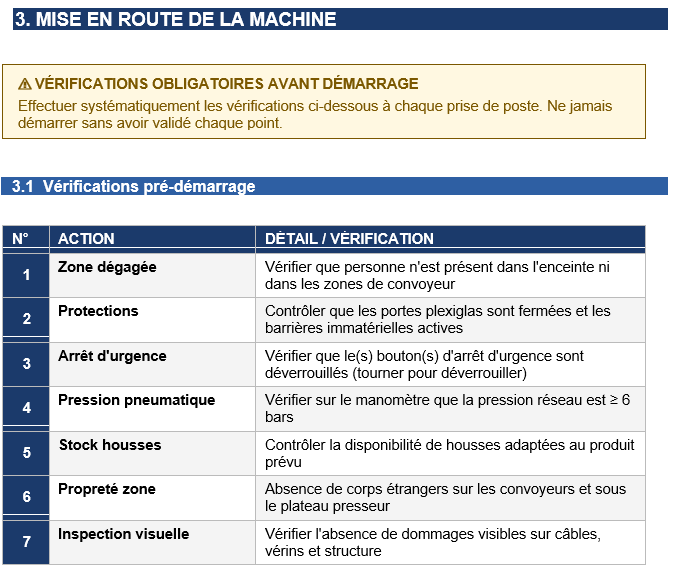 3. MISE EN ROUTE DE LA MACHINE
⚠ VÉRIFICATIONS OBLIGATOIRES AVANT DÉMARRAGE
Effectuer systématiquement les vérifications ci-dessous à chaque prise de poste. Ne jamais
démarrer sans avoir validé chaque point.
3.1 Vérifications pré-démarrage
N° ACTION DÉTAIL / VÉRIFICATION
1 Zone dégagée Vérifier que personne n'est présent dans l'enceinte ni
dans les zones de convoyeur
2 Protections Contrôler que les portes plexiglas sont fermées et les
barrières immatérielles actives
3 Arrêt d'urgence Vérifier que le(s) bouton(s) d'arrêt d'urgence sont
déverrouillés (tourner pour déverrouiller)
4 Pression pneumatique Vérifier sur le manomètre que la pression réseau est ≥ 6
bars
5 Stock housses Contrôler la disponibilité de housses adaptées au produit
prévu
6 Propreté zone Absence de corps étrangers sur les convoyeurs et sous
le plateau presseur
7 Inspection visuelle Vérifier l'absence de dommages visibles sur câbles,
vérins et structure